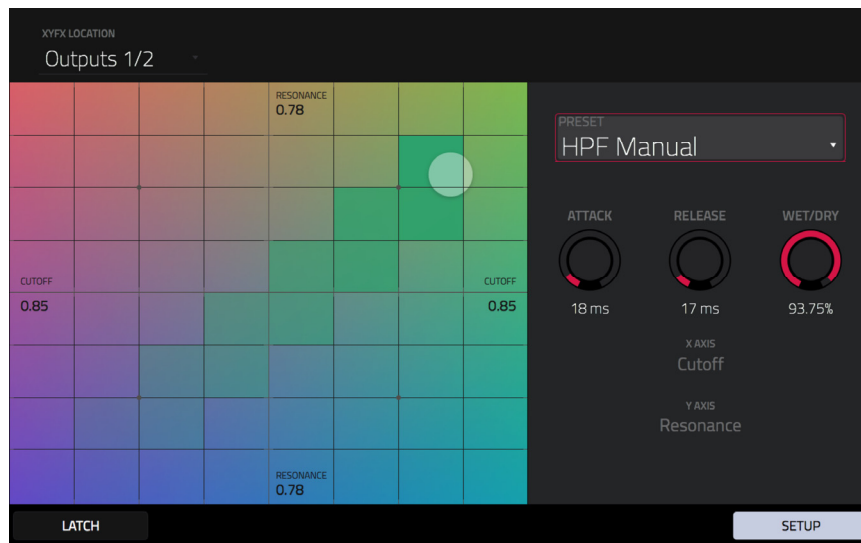 XYFX LOCATION
Outputs 1/2
RESONANCE
0.78
PRESET
HPF Manual
ATTACK
RELEASE
WET/DRY
CUTOFF
0.85
CUTOFF
0.85
18 ms
17 ms
93.75%
X AXIS
Cutoff
Y AXIS
Resonance
RESONANCE
0.78
LATCH
SETUP